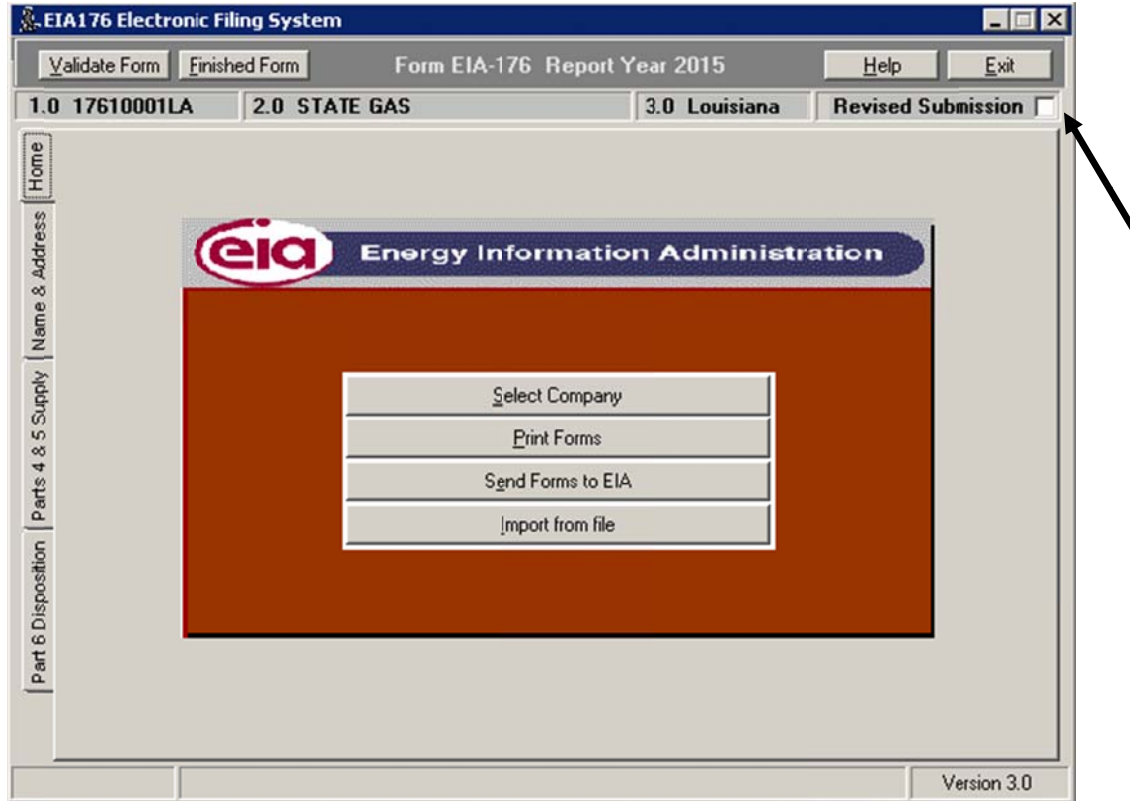 EIA176 Electronic Filing System
Validate Form Finished Form Form EIA-176 Report Year 2015 Help Exit
1.0 17610001LA 2.0 STATE GAS 3.0 Louisiana Revised Submission
Home
Name & Address
Parts 4 & 5 Supply
Part 6 Disposition
eia Energy Information Administration
Select Company
Print Forms
Send Forms to EIA
Import from file
Version 3.0